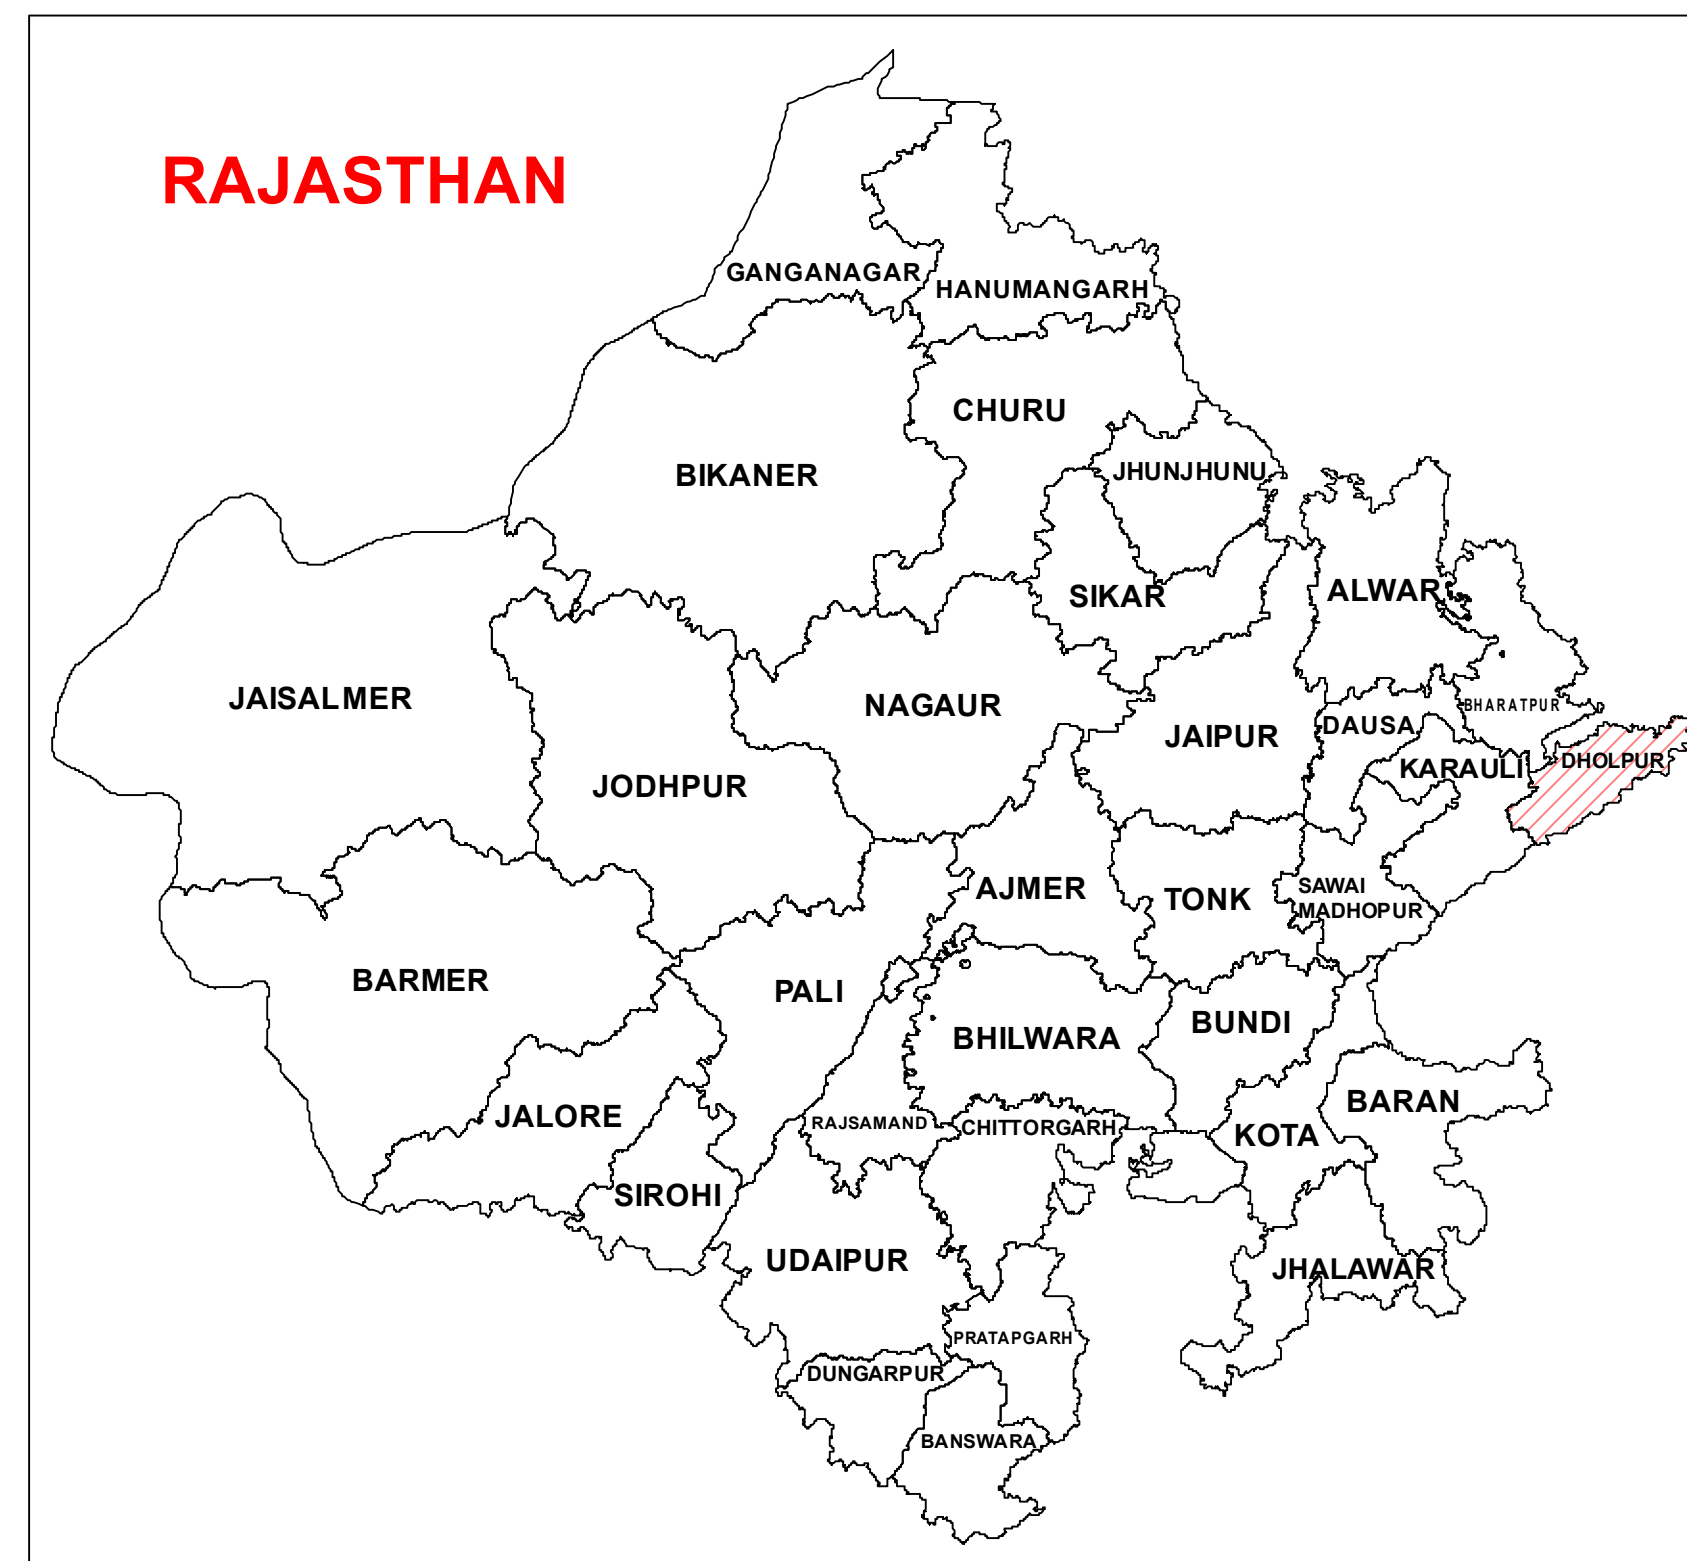 RAJASTHAN
GANGANAGAR
HANUMANGARH
CHURU
BIKANER
JHUNJHUNU
SIKAR
ALWAR
JAISALMER
NAGAUR
BHARATPUR
DAUSA
JAIPUR
DHOLPUR
KARAULI
JODHPUR
AJMER
TONK
SAWAI
MADHOPUR
BARMER
PALI
BUNDI
BHILWARA
BARAN
JALORE
RAJSAMAND
CHITTORGARH
KOTA
SIROHI
UDAIPUR
JHALAWAR
PRATAPGARH
DUNGARPUR
BANSWARA